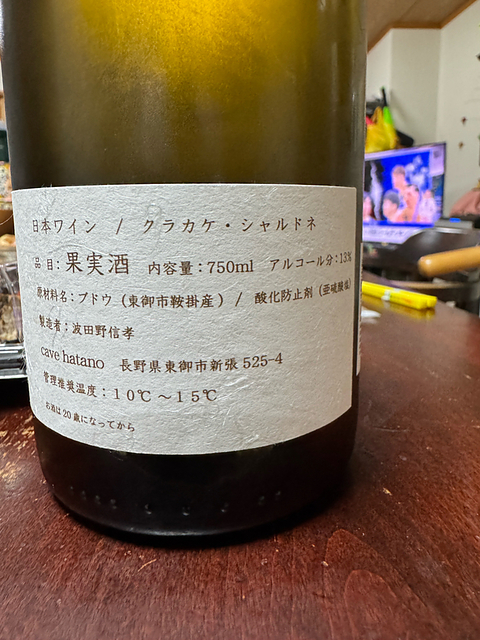 日本ワイン / クラカケ・シャルドネ
品 目：果実酒 内容量：750ml アルコール分：13%
原材料名：ブドウ（東御市鞍掛産）/ 酸化防止剤（亜硫酸塩）
製造者：波田野信孝
cave hatano 長野県東御市新張 525-4
管理推奨温度：１０℃ ～１５℃
お酒は20歳になってから